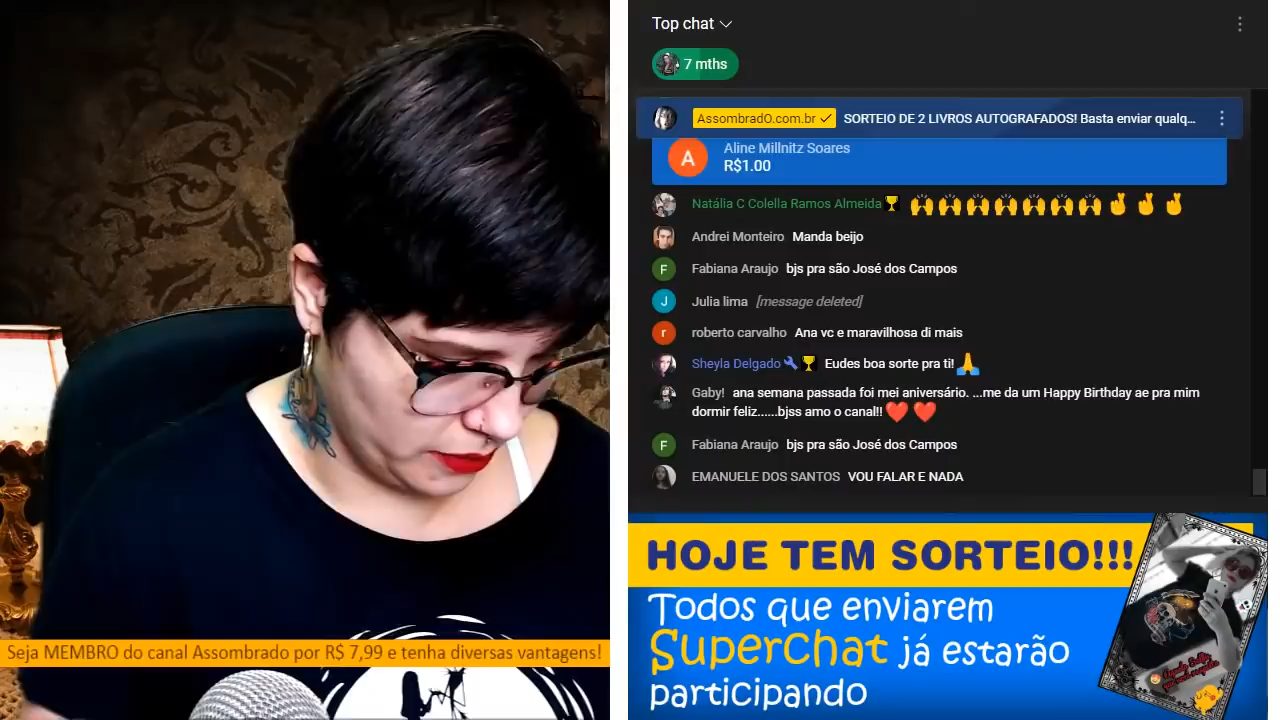 Top chat
7 mths
AssombradO.com.br SORTEIO DE 2 LIVROS AUTOGRAFADOS! Basta enviar qualq...
A Aline Millnitz Soares
R$1.00
Natália C Colella Ramos Almeida
Andrei Monteiro Manda beijo
F Fabiana Araujo bjs pra são José dos Campos
J Julia lima [message deleted]
r roberto carvalho Ana vc e maravilhosa di mais
Sheyla Delgado Eudes boa sorte pra ti!
Gaby! ana semana passada foi mei aniversário. ...me da um Happy Birthday ae pra mim
dormir feliz......bjss amo o canal!!
F Fabiana Araujo bjs pra são José dos Campos
EMANUELE DOS SANTOS VOU FALAR E NADA
HOJE TEM SORTEIO!!!
Todos que enviarem
Superchat já estarão
participando
Seja MEMBRO do canal Assombrado por R$ 7,99 e tenha diversas vantagens!